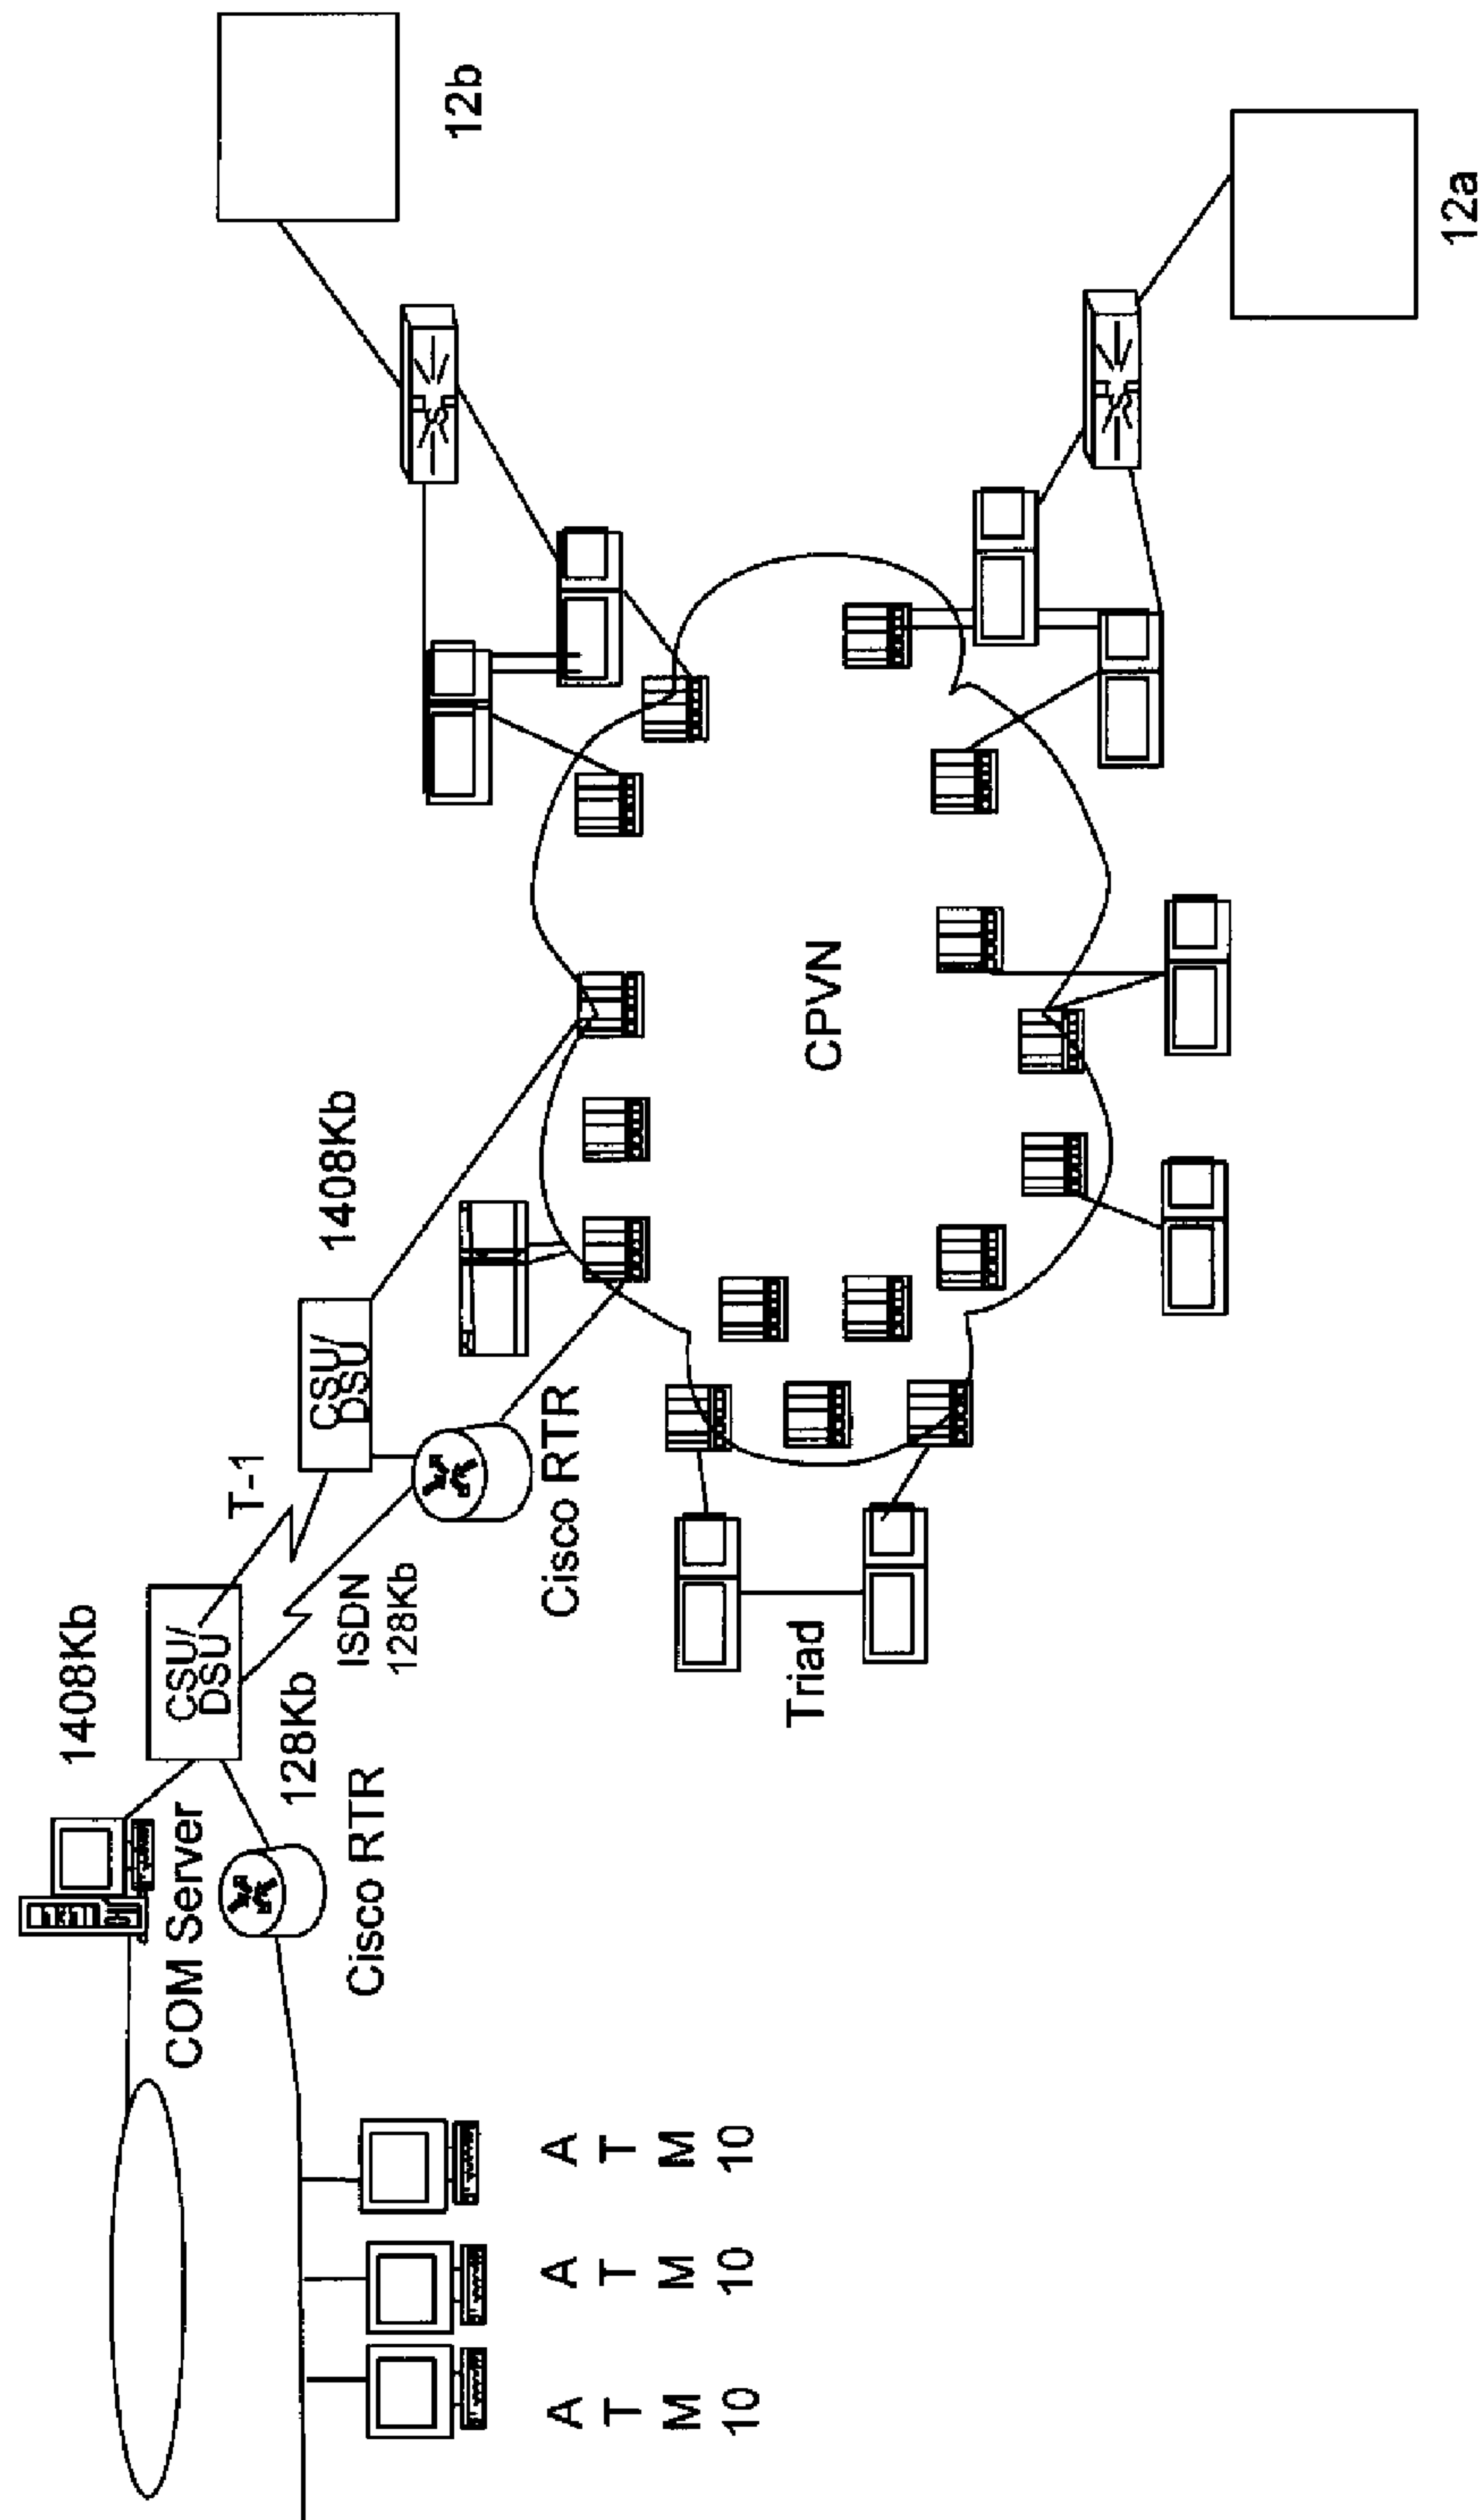 1408Kb
CSU/
DSU
COM Server
T-1
128Kb
Cisco RTR
CSU/
DSU
1408Kb
ISDN
128Kb
12b
Cisco RTR
A
T
M
10
A
T
M
10
A
T
M
10
Triad
CPVN
12a